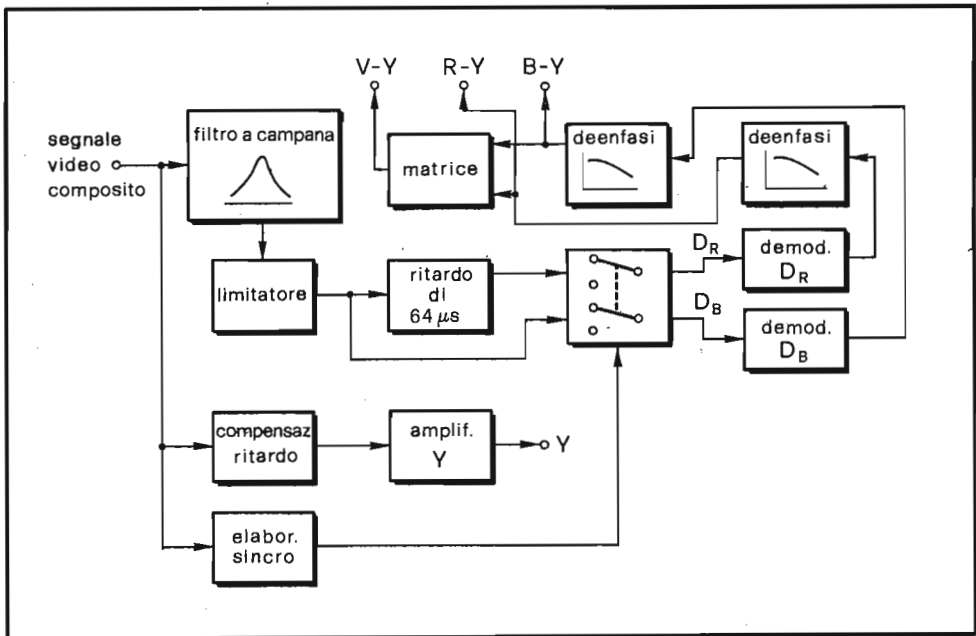 V-Y
R-Y
B-Y
segnale
video
composito
filtro a campana
matrice
deenfasi
deenfasi
limitatore
ritardo
di
64 µs
D_R
demod.
D_R
D_B
demod.
D_B
compensaz
ritardo
amplif.
Y
Y
elabor.
sincro